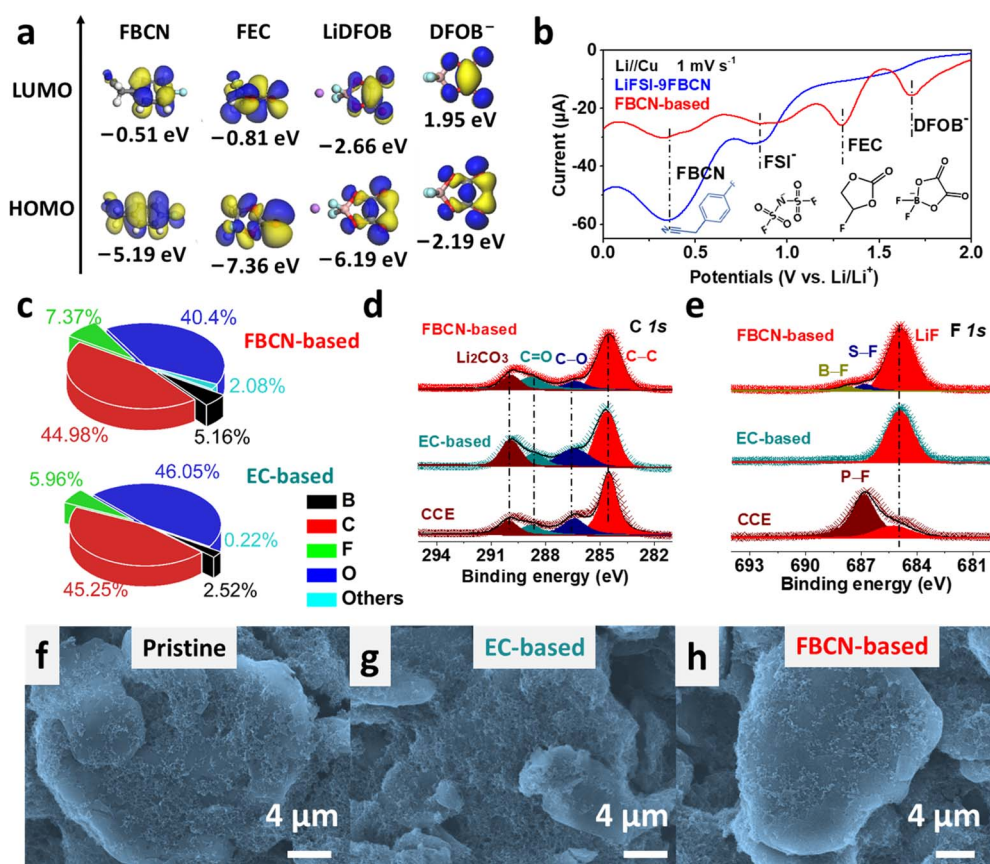 a
FBCN FEC LiDFOB DFOB⁻
LUMO
−0.51 eV −0.81 eV −2.66 eV 1.95 eV
HOMO
−5.19 eV −7.36 eV −6.19 eV −2.19 eV
b
Li//Cu 1 mV s⁻¹
LiFSI-9FBCN
FBCN-based
FBCN
FSI⁻
FEC
DFOB⁻
N
F
O
O
F
S
N
S
F
O
O
O
O
O
F
F
B
F
O
O
O
O
Current (μA)
0
-20
-40
-60
0.0 0.5 1.0 1.5 2.0
Potentials (V vs. Li/Li⁺)
c
7.37%
40.4%
FBCN-based
2.08%
5.16%
44.98%
5.96%
46.05%
EC-based
0.22%
2.52%
45.25%
B
C
F
O
Others
d
C 1s
FBCN-based
Li₂CO₃ C=O C–O C–C
EC-based
CCE
294 291 288 285 282
Binding energy (eV)
e
F 1s
FBCN-based
LiF
S–F
B–F
EC-based
P–F
CCE
693 690 687 684 681
Binding energy (eV)
f
Pristine
4 μm
g
EC-based
4 μm
h
FBCN-based
4 μm